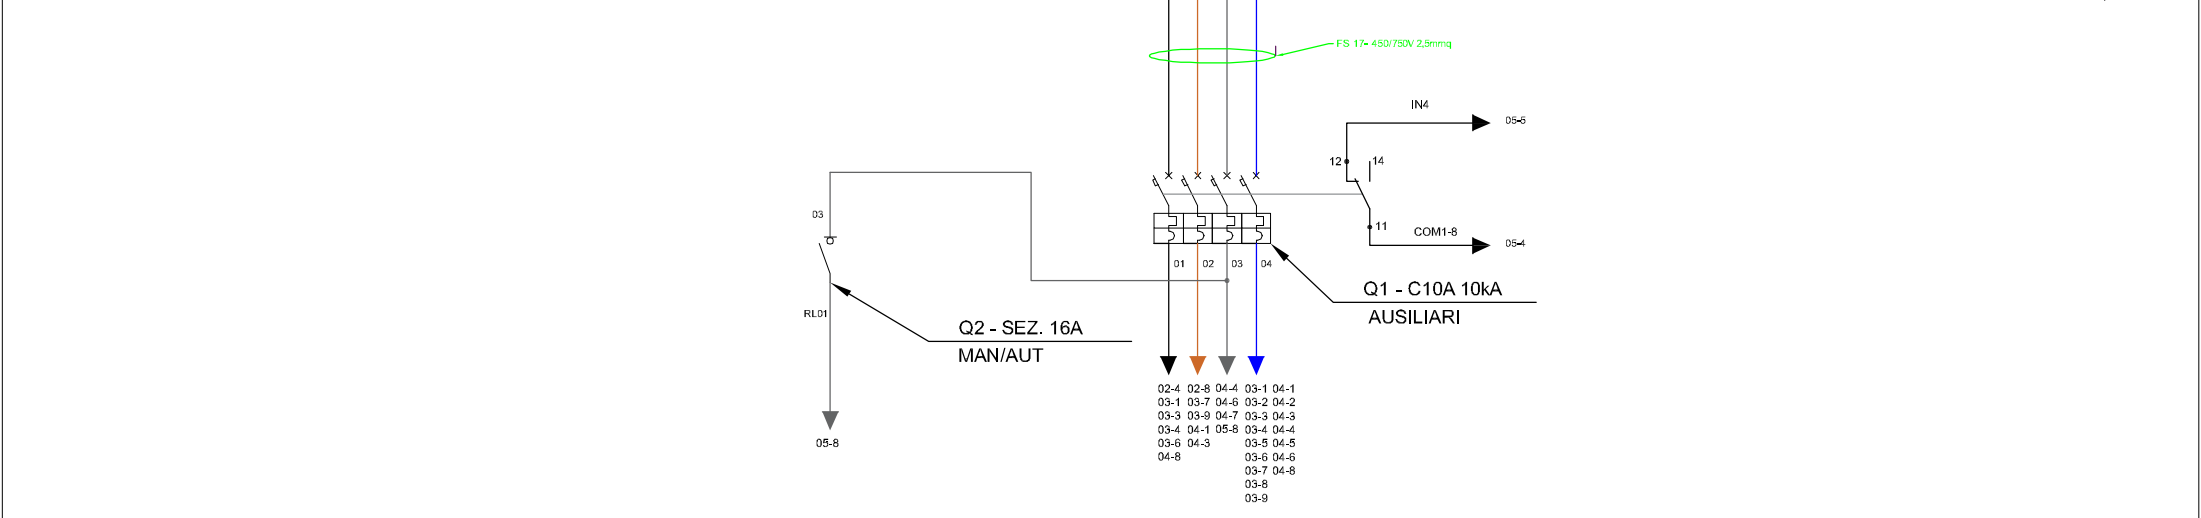 FS 17- 450/750V 2,5mmq
IN4
05-5
12
14
03
11
COM1-8
05-4
01
02
03
04
Q1 - C10A 10kA
AUSILIARI
RL01
Q2 - SEZ. 16A
MAN/AUT
02-4 02-8 04-4 03-1 04-1
03-1 03-7 04-6 03-2 04-2
03-3 03-9 04-7 03-3 04-3
03-4 04-1 05-8 03-4 04-4
03-6 04-3 03-5 04-5
04-8 03-6 04-6
03-7 04-8
03-8
03-9
05-8